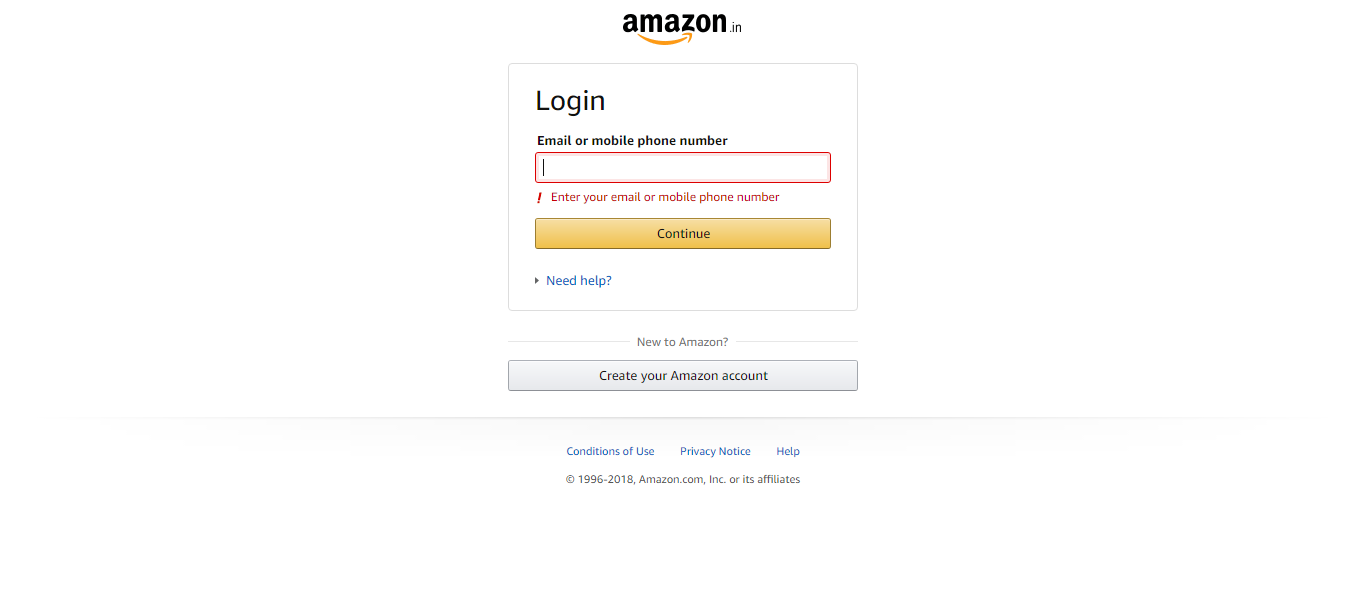 amazon.in
Login
Email or mobile phone number
! Enter your email or mobile phone number
Continue
Need help?
New to Amazon?
Create your Amazon account
Conditions of Use Privacy Notice Help
© 1996-2018, Amazon.com, Inc. or its affiliates